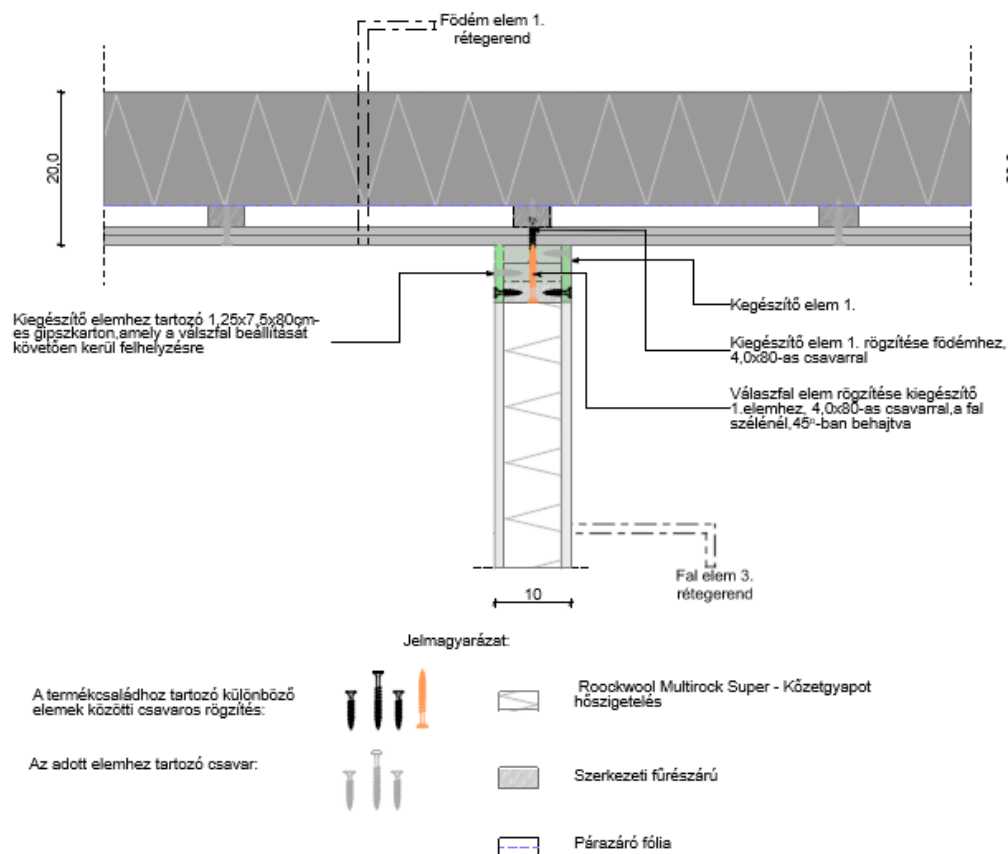 Födém elem 1.
rétegerend
20,0
Kiegészítő elemhez tartozó 1,25x7,5x80cm-
es gipszkarton,amely a válszfal beállítását
követően kerül felhelyzésre
Kegészítő elem 1.
Kiegészítő elem 1. rögzítése födémhez,
4,0x80-as csavarral
Válaszfal elem rögzítése kiegészítő
1.elemhez, 4,0x80-as csavarral,a fal
szélénél,45°-ban behajtva
Fal elem 3.
rétegerend
10
Jelmagyarázat:
A termékcsaládhoz tartozó különböző
elemek közötti csavaros rögzítés:
Roockwool Multirock Super - Kőzetgyapot
hőszigetelés
Az adott elemhez tartozó csavar:
Szerkezeti fűrészárú
Párazáró fólia